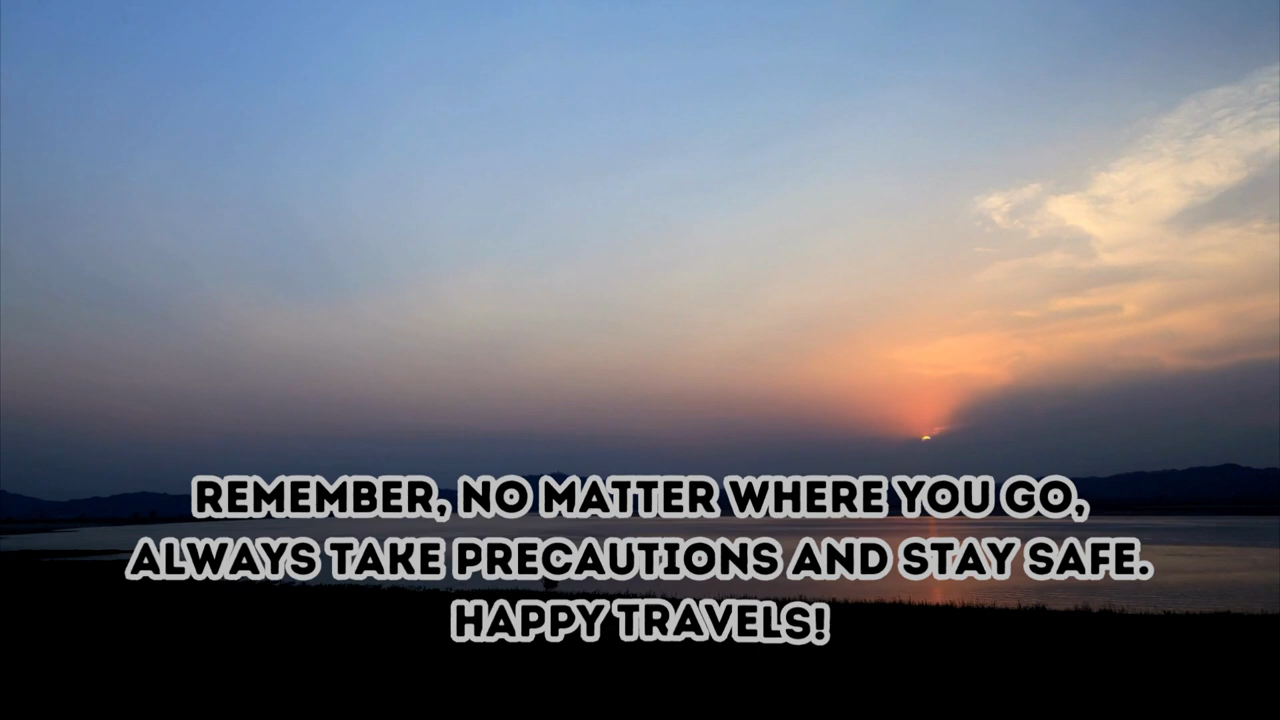 REMEMBER, NO MATTER WHERE YOU GO,
ALWAYS TAKE PRECAUTIONS AND STAY SAFE.
HAPPY TRAVELS!